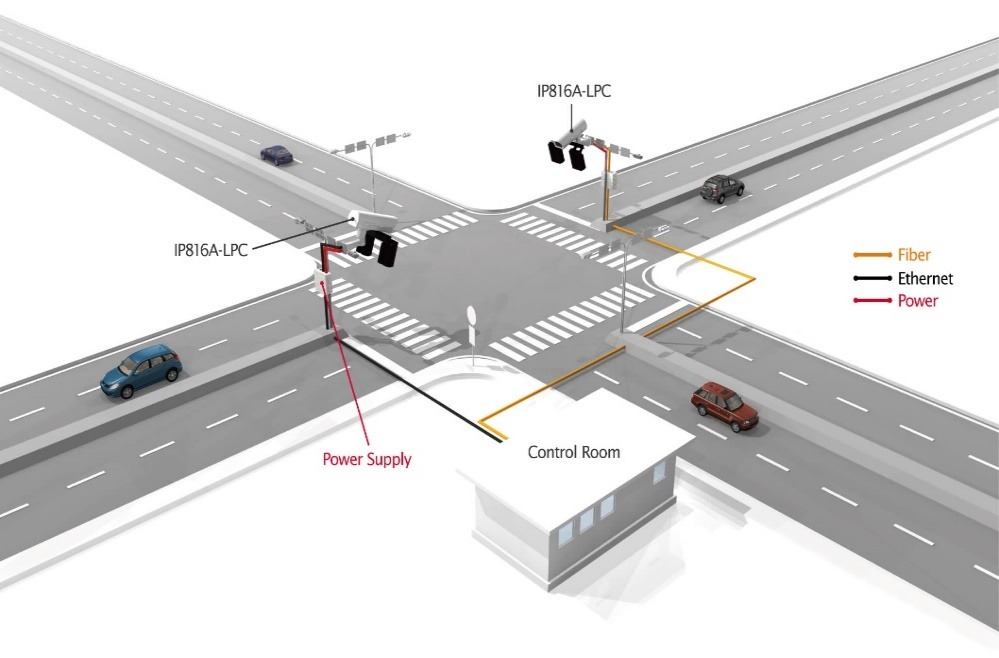 IP816A-LPC
IP816A-LPC
Fiber
Ethernet
Power
Power Supply
Control Room